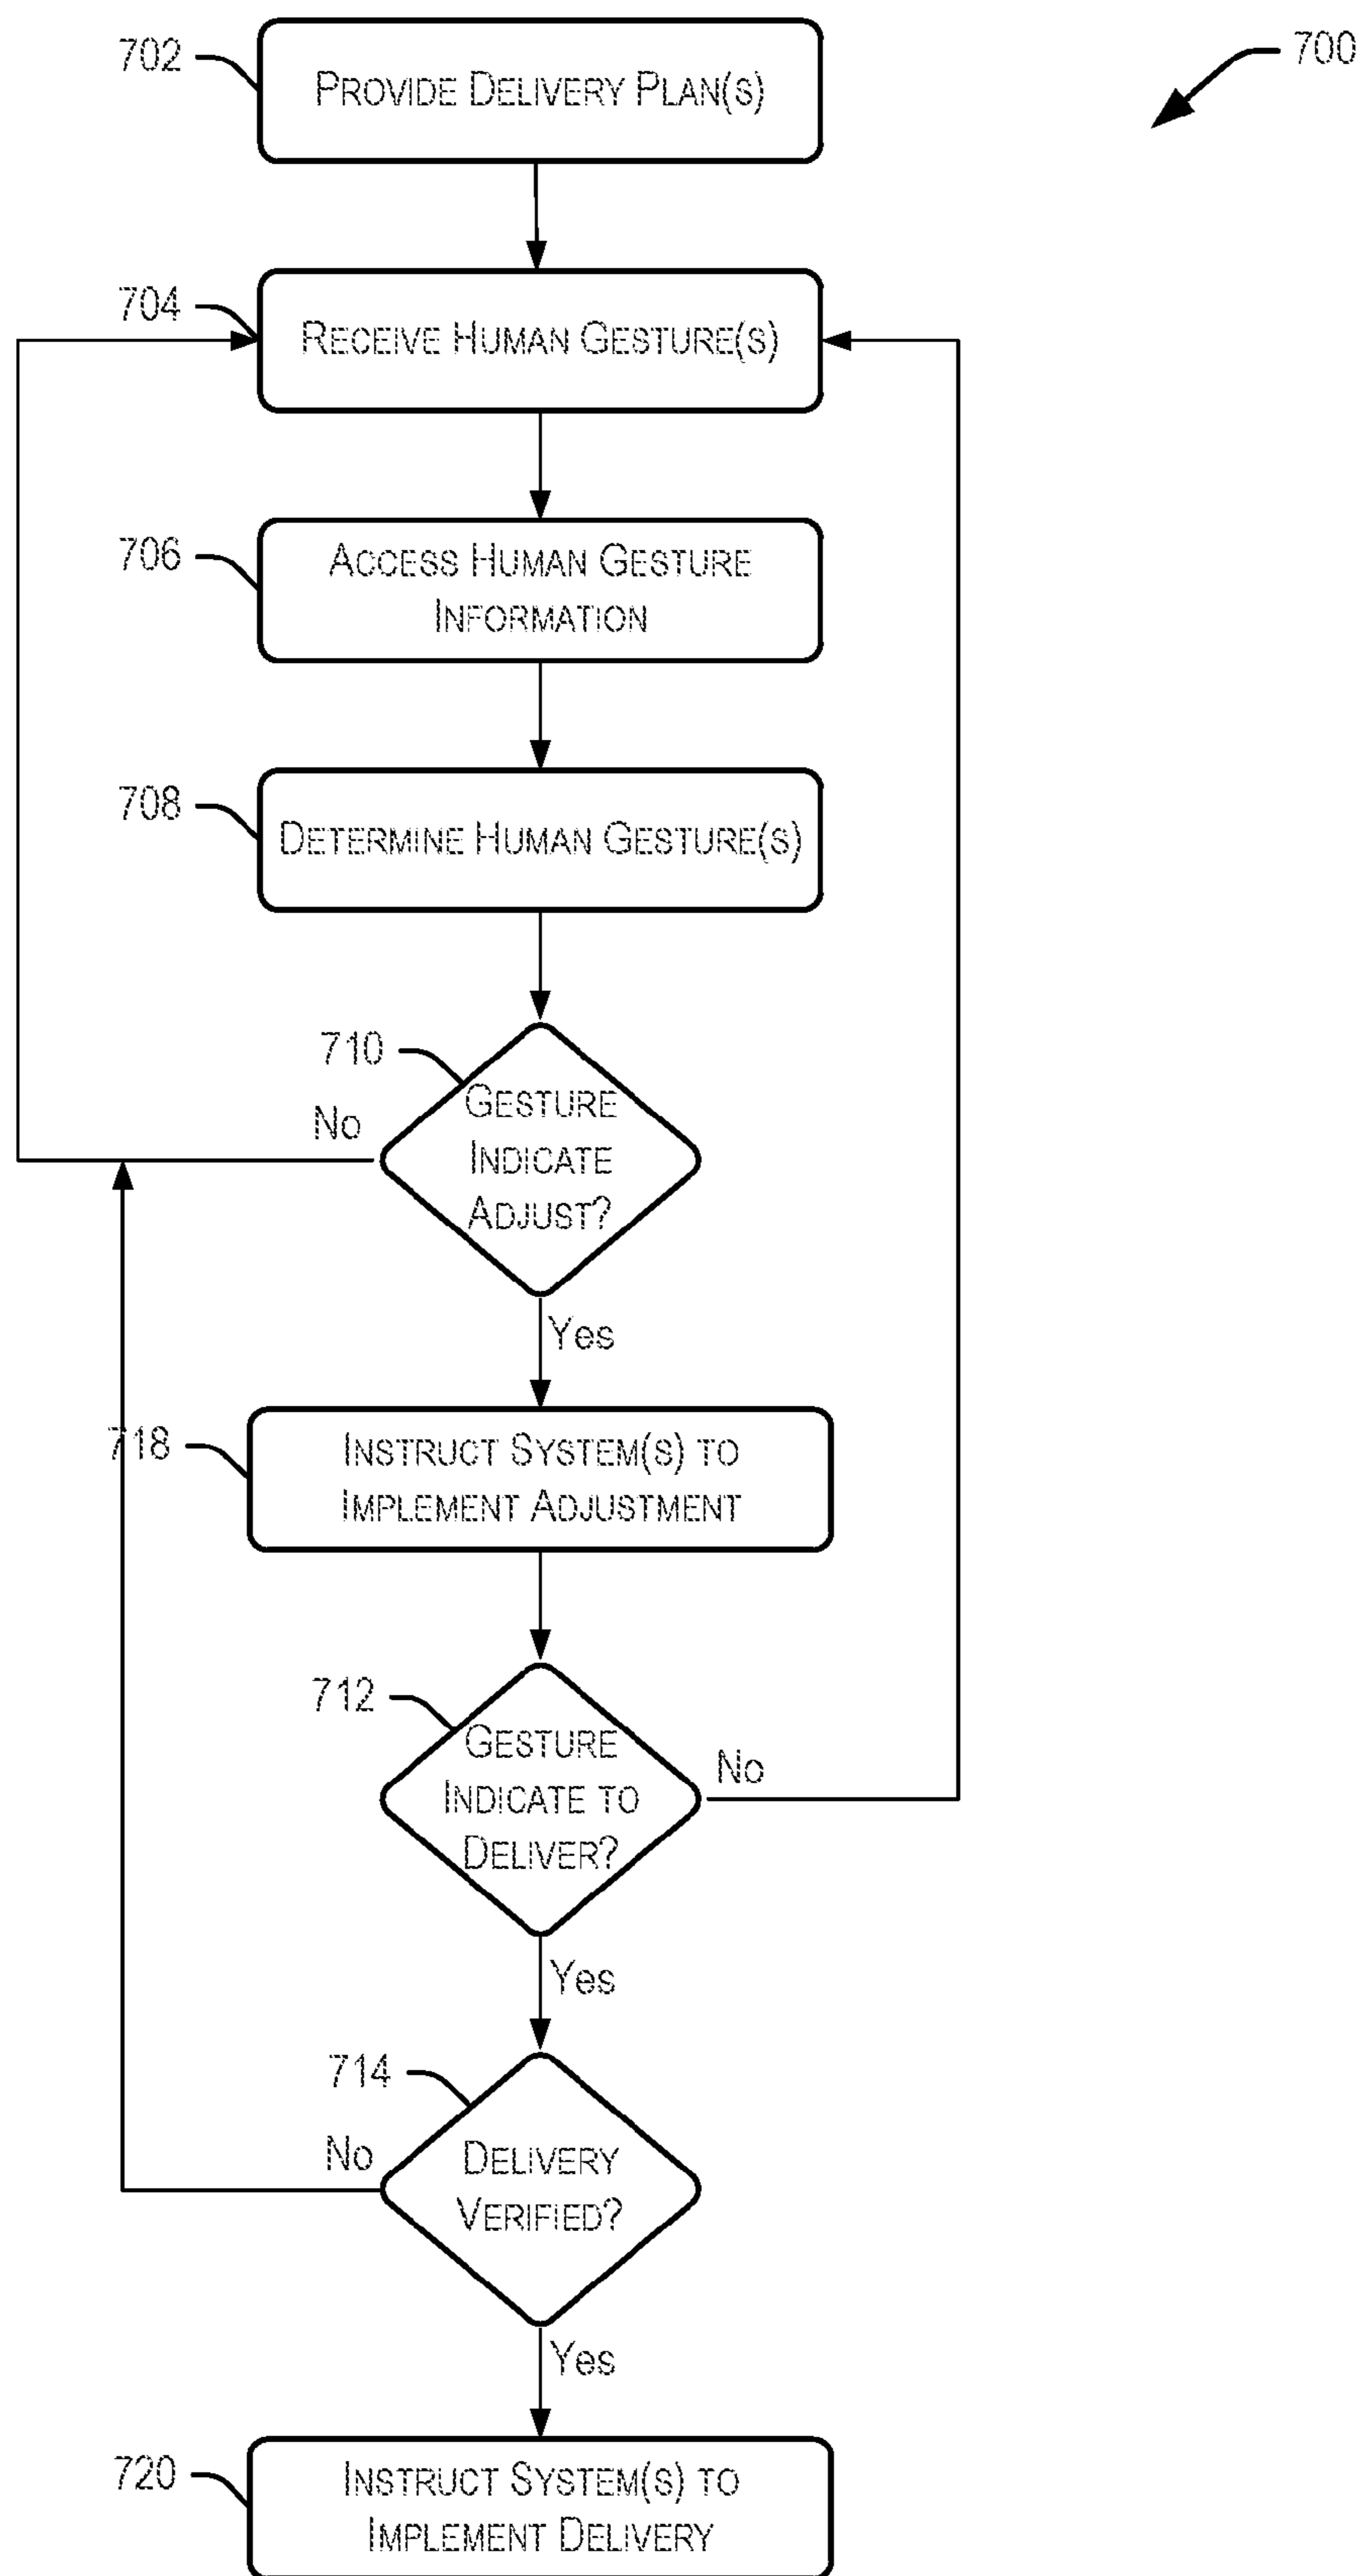 700
702
PROVIDE DELIVERY PLAN(S)
704
RECEIVE HUMAN GESTURE(S)
706
ACCESS HUMAN GESTURE
INFORMATION
708
DETERMINE HUMAN GESTURE(S)
710
GESTURE
INDICATE
ADJUST?
No
Yes
718
INSTRUCT SYSTEM(S) TO
IMPLEMENT ADJUSTMENT
712
GESTURE
INDICATE TO
DELIVER?
No
Yes
714
DELIVERY
VERIFIED?
No
Yes
720
INSTRUCT SYSTEM(S) TO
IMPLEMENT DELIVERY